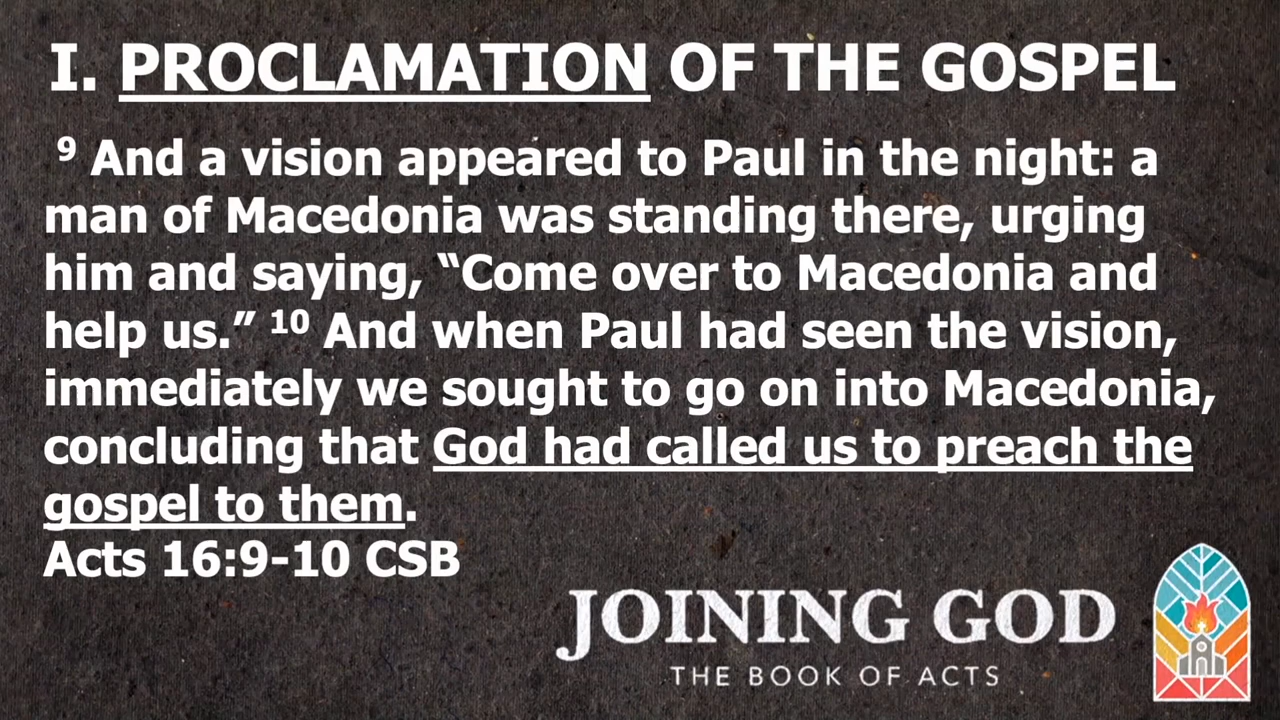 I. PROCLAMATION OF THE GOSPEL
⁹ And a vision appeared to Paul in the night: a
man of Macedonia was standing there, urging
him and saying, “Come over to Macedonia and
help us.” ¹⁰ And when Paul had seen the vision,
immediately we sought to go on into Macedonia,
concluding that God had called us to preach the
gospel to them.
Acts 16:9-10 CSB
JOINING GOD
THE BOOK OF ACTS